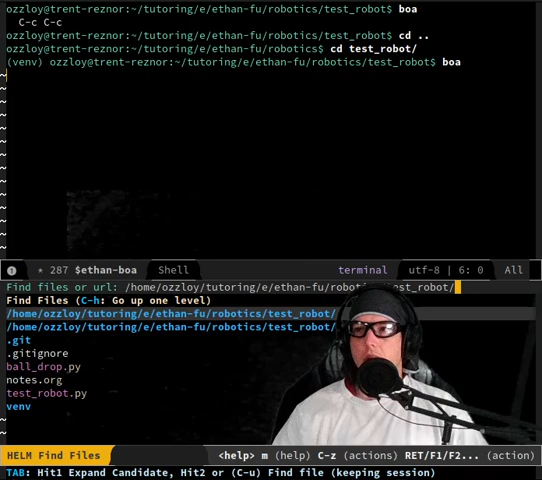 ozzloy@trent-reznor:~/tutoring/e/ethan-fu/robotics/test_robot$ boa
C-c C-c
ozzloy@trent-reznor:~/tutoring/e/ethan-fu/robotics/test_robot$ cd ..
ozzloy@trent-reznor:~/tutoring/e/ethan-fu/robotics$ cd test_robot/
(venv) ozzloy@trent-reznor:~/tutoring/e/ethan-fu/robotics/test_robot$ boa
* 287 $ethan-boa Shell terminal utf-8 | 6: 0 All
Find files or url: /home/ozzloy/tutoring/e/ethan-fu/robot test_robot/
Find Files (C-h: Go up one level)
/home/ozzloy/tutoring/e/ethan-fu/robotics/test_robot/
/home/ozzloy/tutoring/e/ethan-fu/robotics/test_robot/
.git
.gitignore
ball_drop.py
notes.org
test_robot.py
venv
HELM Find Files <help> m (help) C-z (actions) RET/F1/F2... (action)
TAB: Hit1 Expand Candidate, Hit2 or (C-u) Find file (keeping session)